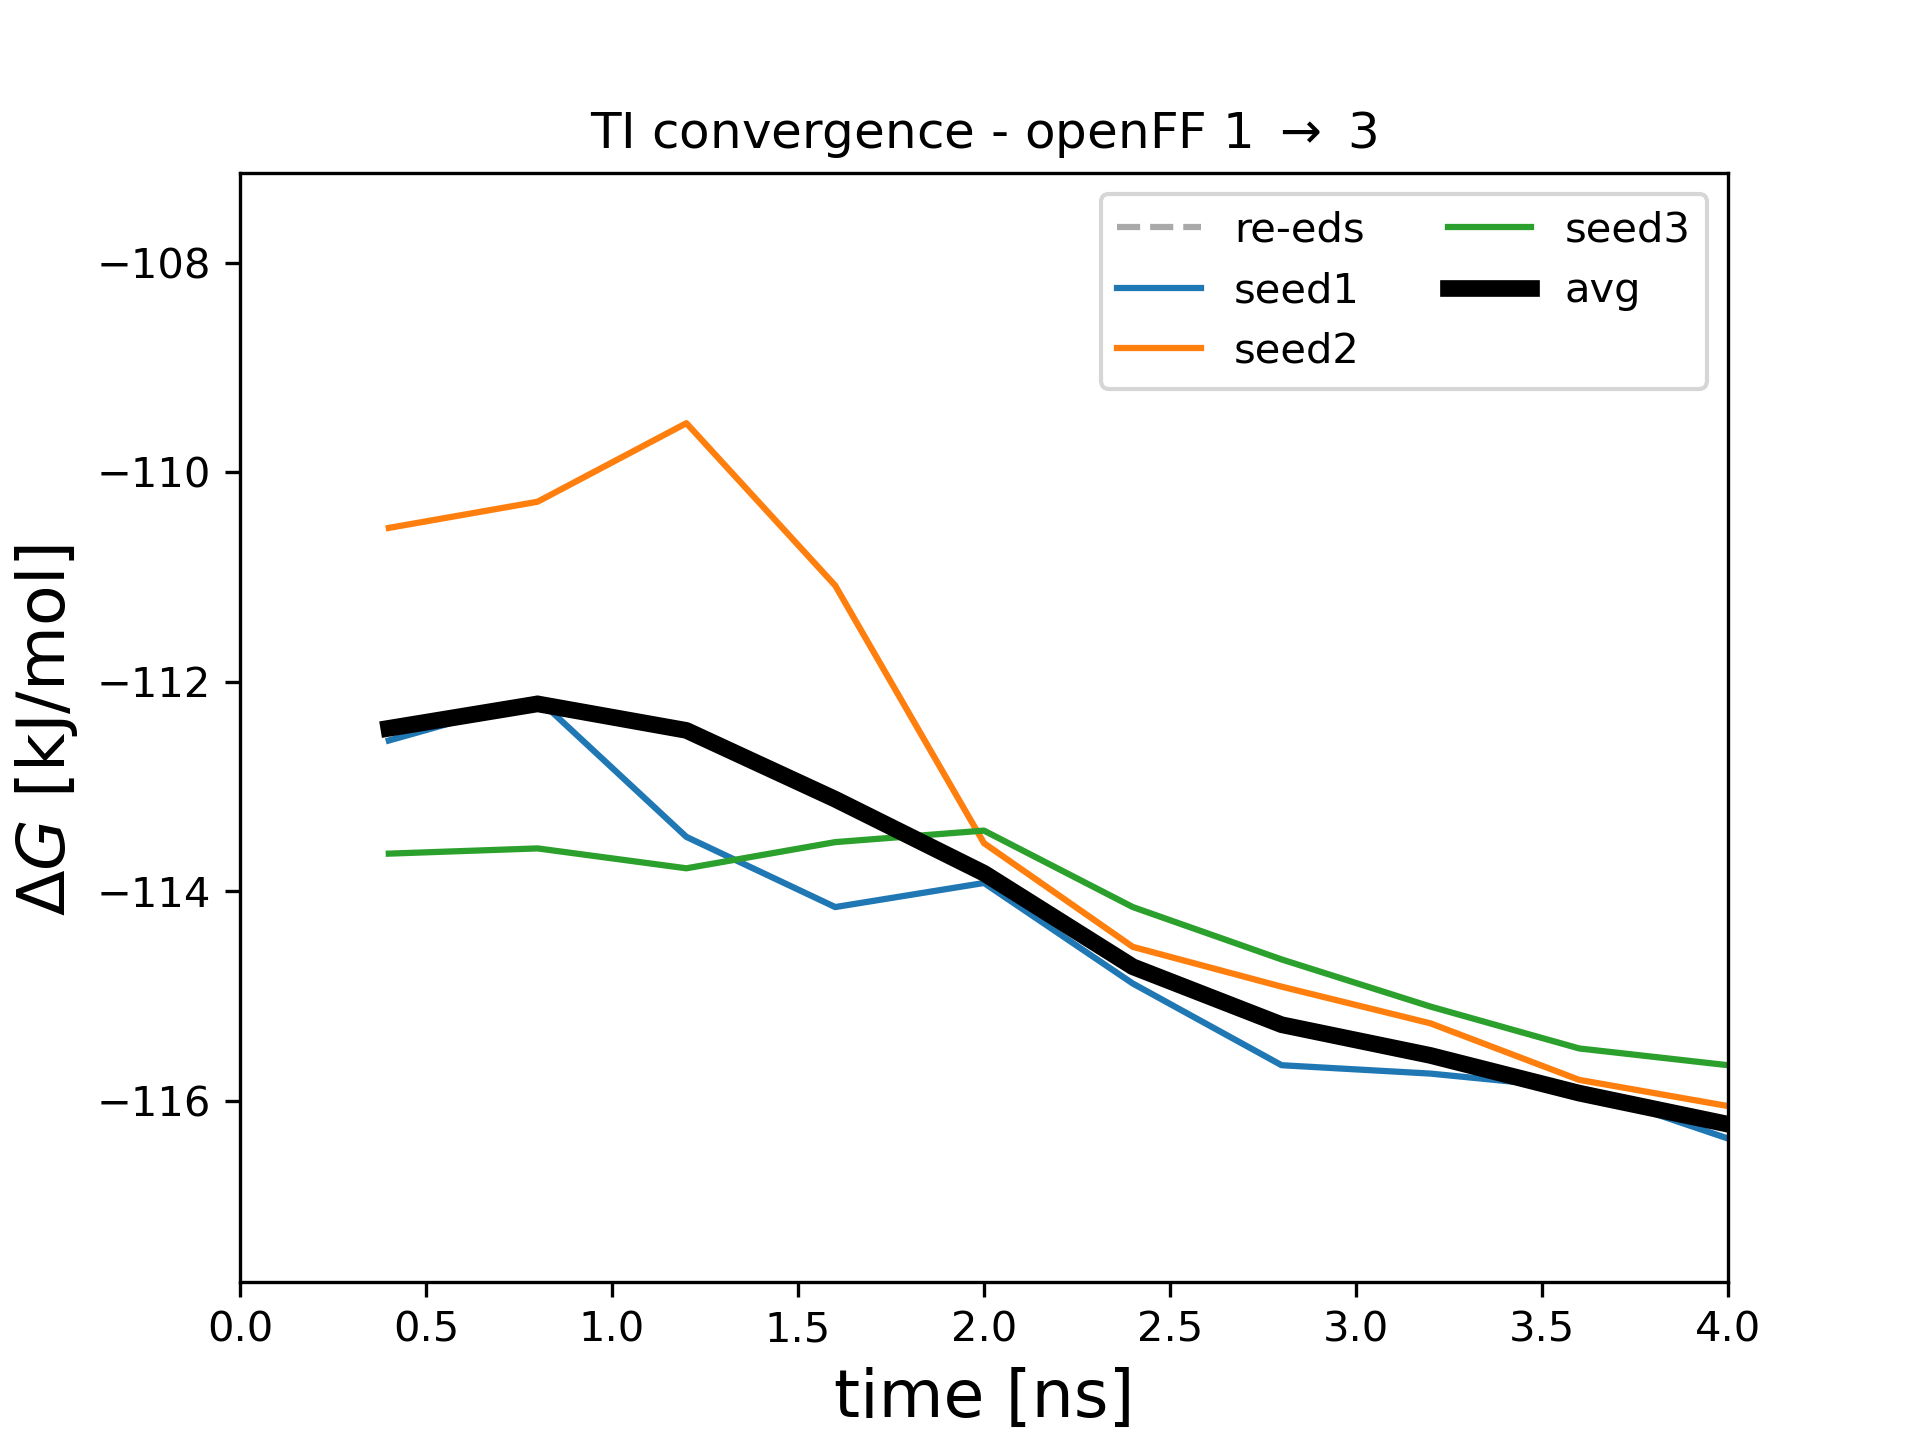 TI convergence - openFF 1 → 3
re-eds
seed1
seed2
seed3
avg
ΔG [kJ/mol]
−108
−110
−112
−114
−116
0.0 0.5 1.0 1.5 2.0 2.5 3.0 3.5 4.0
time [ns]